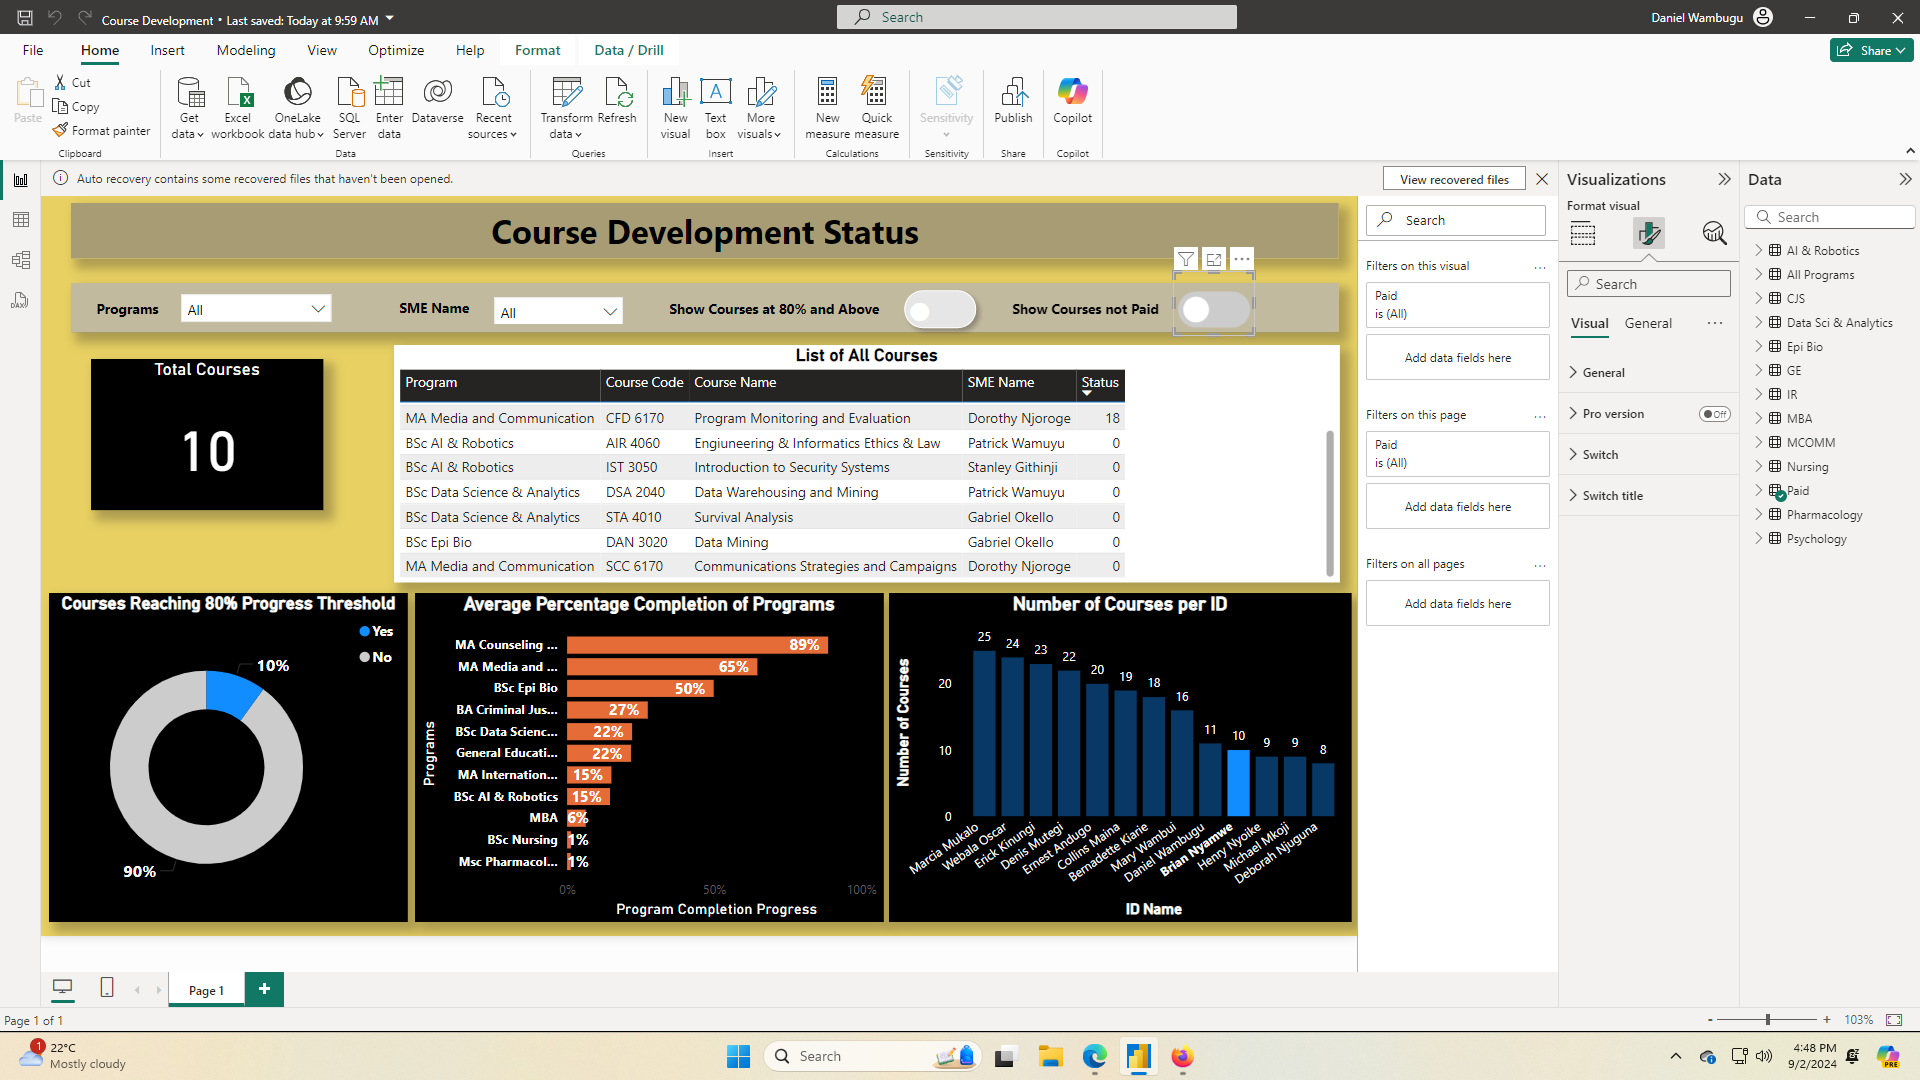 Course Development • Last saved: Today at 9:59 AM
Search
Daniel Wambugu
File
Home
Insert
Modeling
View
Optimize
Help
Format
Data / Drill
Share
Paste
Cut
Copy
Format painter
Clipboard
Get data
Excel workbook
OneLake data hub
SQL Server
Enter data
Dataverse
Recent sources
Data
Transform data
Refresh
Queries
New visual
Text box
More visuals
Insert
New measure
Quick measure
Calculations
Sensitivity
Sensitivity
Publish
Share
Copilot
Copilot
Auto recovery contains some recovered files that haven't been opened.
View recovered files
Course Development Status
Programs
All
SME Name
All
Show Courses at 80% and Above
Show Courses not Paid
Total Courses
10
List of All Courses
Program Course Code Course Name SME Name Status
MA Media and Communication CFD 6170 Program Monitoring and Evaluation Dorothy Njoroge 18
BSc AI & Robotics AIR 4060 Engiuneering & Informatics Ethics & Law Patrick Wamuyu 0
BSc AI & Robotics IST 3050 Introduction to Security Systems Stanley Githinji 0
BSc Data Science & Analytics DSA 2040 Data Warehousing and Mining Patrick Wamuyu 0
BSc Data Science & Analytics STA 4010 Survival Analysis Gabriel Okello 0
BSc Epi Bio DAN 3020 Data Mining Gabriel Okello 0
MA Media and Communication SCC 6170 Communications Strategies and Campaigns Dorothy Njoroge 0
Courses Reaching 80% Progress Threshold
Yes
No
10%
90%
Average Percentage Completion of Programs
Programs
MA Counseling ... 89%
MA Media and ... 65%
BSc Epi Bio 50%
BA Criminal Jus... 27%
BSc Data Scienc... 22%
General Educati... 22%
MA Internation... 15%
BSc AI & Robotics 15%
MBA 6%
BSc Nursing 1%
Msc Pharmacol... 1%
0% 50% 100%
Program Completion Progress
Number of Courses per ID
Number of Courses
20
10
0
25 24 23 22 20 19 18 16 11 10 9 9 8
Marcia Mukalo
Webala Oscar
Erick Kinungi
Denis Mutegi
Ernest Andugo
Collins Maina
Bernadette Kiarie
Mary Wambui
Daniel Wambugu
Brian Nyamwe
Henry Nyoike
Michael Mkoji
Deborah Njuguna
ID Name
Search
Filters on this visual
Paid
is (All)
Add data fields here
Filters on this page
Paid
is (All)
Add data fields here
Filters on all pages
Add data fields here
Visualizations
Format visual
Search
Visual
General
General
Pro version
Off
Switch
Switch title
Data
Search
AI & Robotics
All Programs
CJS
Data Sci & Analytics
Epi Bio
GE
IR
MBA
MCOMM
Nursing
Paid
Pharmacology
Psychology
Page 1
Page 1 of 1
- + 103%
1
22°C
Mostly cloudy
Search
4:48 PM
9/2/2024
PRE